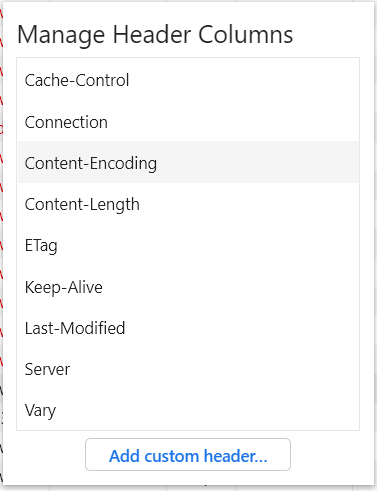 Manage Header Columns
Cache-Control
Connection
Content-Encoding
Content-Length
ETag
Keep-Alive
Last-Modified
Server
Vary
Add custom header...